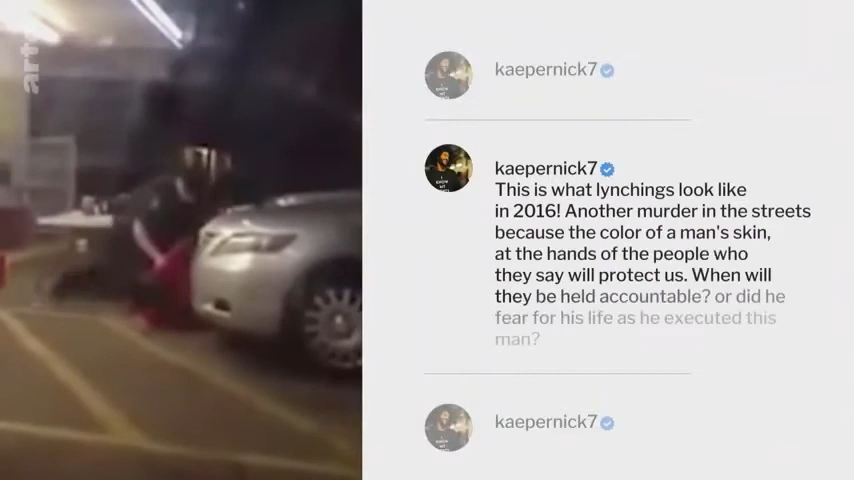 arte
kaepernick7
kaepernick7
This is what lynchings look like
in 2016! Another murder in the streets
because the color of a man's skin,
at the hands of the people who
they say will protect us. When will
they be held accountable? or did he
fear for his life as he executed this
man?
kaepernick7